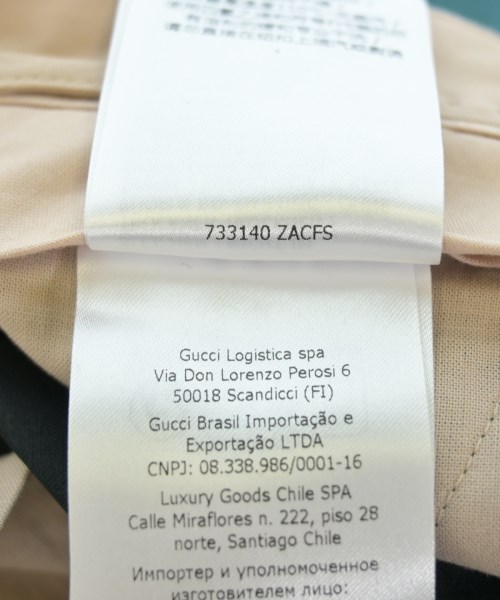 733140 ZACFS
Gucci Logistica spa
Via Don Lorenzo Perosi 6
50018 Scandicci (FI)
Gucci Brasil Importação e
Exportação LTDA
CNPJ: 08.338.986/0001-16
Luxury Goods Chile SPA
Calle Miraflores n. 222, piso 28
norte, Santiago Chile
Импортер и уполномоченное
изготовителем лицо: